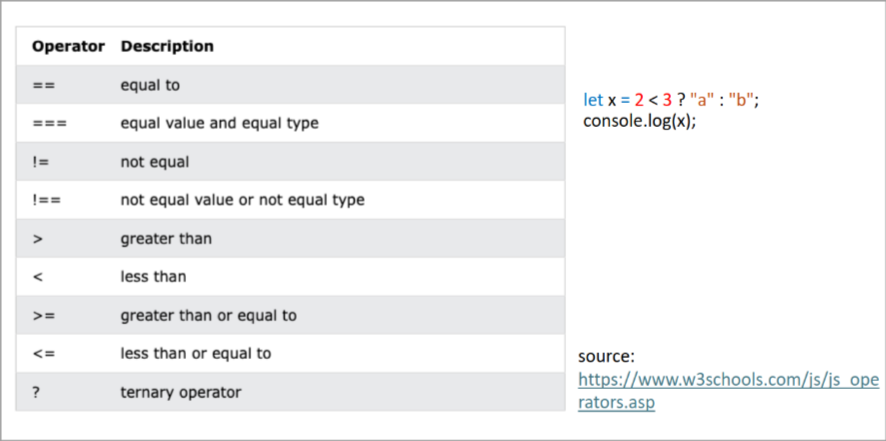 Operator Description
== equal to
=== equal value and equal type
!= not equal
!== not equal value or not equal type
> greater than
< less than
>= greater than or equal to
<= less than or equal to
? ternary operator
let x = 2 < 3 ? "a" : "b";
console.log(x);
source:
https://www.w3schools.com/js/js_ope
rators.asp